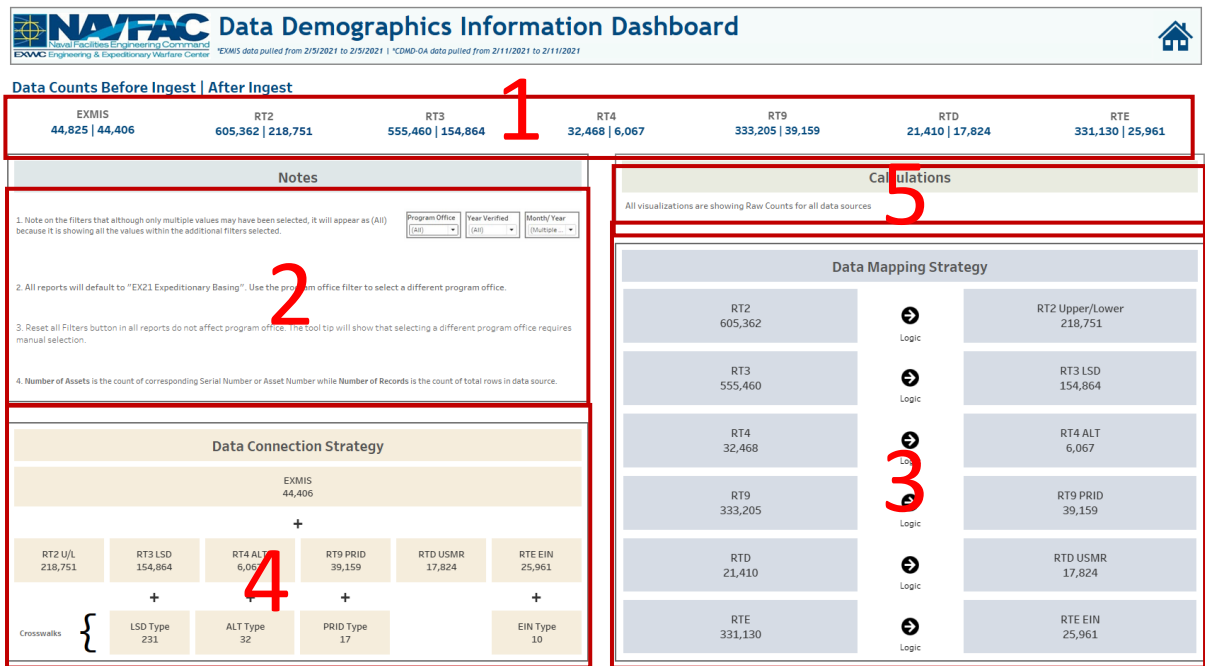 NAVFAC
Naval Facilities Engineering Command
EXWC Engineering & Expeditionary Warfare Center
Data Demographics Information Dashboard
*EXMIS data pulled from 2/5/2021 to 2/5/2021 | *CDMD-OA data pulled from 2/11/2021 to 2/11/2021
Data Counts Before Ingest | After Ingest
1
EXMIS
44,825 | 44,406
RT2
605,362 | 218,751
RT3
555,460 | 154,864
RT4
32,468 | 6,067
RT9
333,205 | 39,159
RTD
21,410 | 17,824
RTE
331,130 | 25,961
Notes
2
1. Note on the filters that although only multiple values may have been selected, it will appear as (All)
because it is showing all the values within the additional filters selected.
Program Office
(All)
Year Verified
(All)
Month/ Year
(Multiple ...
2. All reports will default to "EX21 Expeditionary Basing". Use the program office filter to select a different program office.
3. Reset all Filters button in all reports do not affect program office. The tool tip will show that selecting a different program office requires
manual selection.
4. Number of Assets is the count of corresponding Serial Number or Asset Number while Number of Records is the count of total rows in data source.
Data Connection Strategy
4
EXMIS
44,406
+
RT2 U/L
218,751
RT3 LSD
154,864
RT4 ALT
6,067
RT9 PRID
39,159
RTD USMR
17,824
RTE EIN
25,961
+ + + +
Crosswalks {
LSD Type
231
ALT Type
32
PRID Type
17
EIN Type
10
Calculations
5
All visualizations are showing Raw Counts for all data sources
Data Mapping Strategy
3
RT2
605,362
Logic
RT2 Upper/Lower
218,751
RT3
555,460
Logic
RT3 LSD
154,864
RT4
32,468
Logic
RT4 ALT
6,067
RT9
333,205
Logic
RT9 PRID
39,159
RTD
21,410
Logic
RTD USMR
17,824
RTE
331,130
Logic
RTE EIN
25,961